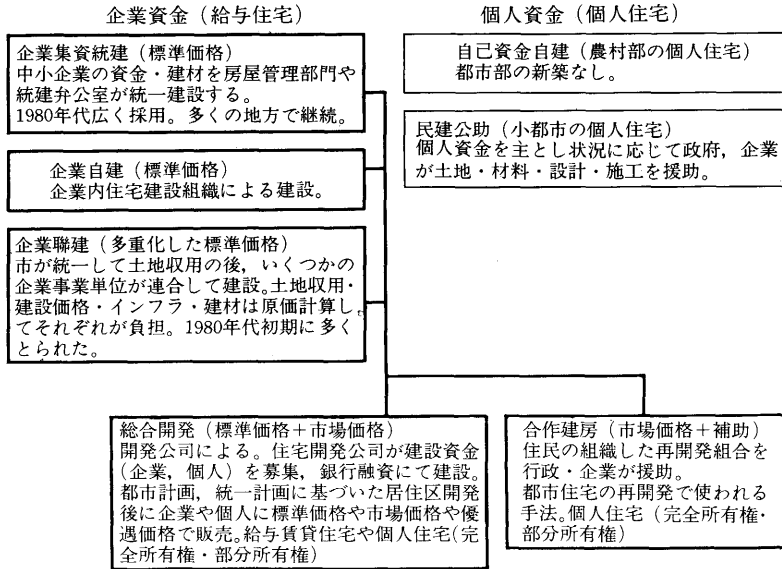 企業資金（給与住宅）
企業集資統建（標準価格）
中小企業の資金・建材を房屋管理部門や
統建弁公室が統一建設する。
1980年代広く採用。多くの地方で継続。
企業自建（標準価格）
企業内住宅建設組織による建設。
企業聯建（多重化した標準価格）
市が統一して土地収用の後，いくつかの
企業事業単位が連合して建設。土地収用・
建設価格・インフラ・建材は原価計算し，
てそれぞれが負担。1980年代初期に多く
とられた。
個人資金（個人住宅）
自己資金自建（農村部の個人住宅）
都市部の新築なし。
民建公助（小都市の個人住宅）
個人資金を主とし状況に応じて政府，企業
が土地・材料・設計・施工を援助。
総合開発（標準価格＋市場価格）
開発公司による。住宅開発公司が建設資金
（企業，個人）を募集，銀行融資にて建設。
都市計画，統一計画に基づいた居住区開発
後に企業や個人に標準価格や市場価格や優
遇価格で販売。給与賃貸住宅や個人住宅（完
全所有権・部分所有権）
合作建房（市場価格＋補助）
住民の組織した再開発組合を
行政・企業が援助。
都市住宅の再開発で使われる
手法。個人住宅（完全所有権・
部分所有権）